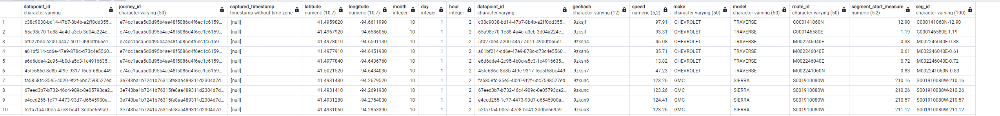 datapoint_id journey_id captured_timestamp latitude longitude month day hour datapoint_id geohash speed make model route_id segment_start_measure seg_id
character varying character varying (50) timestamp without time zone numeric (10,7) numeric (10,7) integer integer integer character varying character varying (12) numeric (5,2) character varying (50) character varying (50) character varying (50) numeric (5,2) character varying (100)
1 c38c9038-bd14-47b7-8b4b-a2ff0dd355... e74cc1aca5d0d95b4ae48f5086d4f6ec1c6159... [null] 41.4959820 -94.6611990 10 1 2 c38c9038-bd14-47b7-8b4b-a2ff0dd355... 9zksjf 97.91 CHEVROLET TRAVERSE C000141060N 12.90 C000141060N-12.90
2 65a98c70-1e88-4a4d-a3cb-3d04a224e... e74cc1aca5d0d95b4ae48f5086d4f6ec1c6159... [null] 41.4967920 -94.6586050 10 1 2 65a98c70-1e88-4a4d-a3cb-3d04a224e... 9zksjf 93.31 CHEVROLET TRAVERSE C000146580E 1.19 C000146580E-1.19
3 5f027be4-a200-44a7-a011-4900fb66e1... e74cc1aca5d0d95b4ae48f5086d4f6ec1c6159... [null] 41.4978010 -94.6501130 10 1 2 5f027be4-a200-44a7-a011-4900fb66e1... 9zksn4 46.08 CHEVROLET TRAVERSE M002246040E 0.38 M002246040E-0.38
4 a61bf214-cd6e-47e9-878c-d73c4e5560... e74cc1aca5d0d95b4ae48f5086d4f6ec1c6159... [null] 41.4977910 -94.6451930 10 1 2 a61bf214-cd6e-47e9-878c-d73c4e5560... 9zksn6 35.71 CHEVROLET TRAVERSE M002246040E 0.61 M002246040E-0.61
5 e6d6dde4-2c95-4b0d-a5c3-1c4916635... e74cc1aca5d0d95b4ae48f5086d4f6ec1c6159... [null] 41.4977840 -94.6436760 10 1 2 e6d6dde4-2c95-4b0d-a5c3-1c4916635... 9zksn6 13.82 CHEVROLET TRAVERSE M002246040E 0.72 M002246040E-0.72
6 45fc686d-8d8b-4f9e-9317-f6c5f68bc449 e74cc1aca5d0d95b4ae48f5086d4f6ec1c6159... [null] 41.5021520 -94.6434030 10 1 2 45fc686d-8d8b-4f9e-9317-f6c5f68bc449 9zksn7 47.23 CHEVROLET TRAVERSE M002241060N 0.83 M002241060N-0.83
7 fa5858fc-35e5-4020-9f2f-6bc7598527ed 3e743ba1b7241b76315fe8aa489311d2304d7d... [null] 41.4931430 -94.2679520 10 1 2 fa5858fc-35e5-4020-9f2f-6bc7598527ed 9zkunc 123.26 GMC SIERRA S001910080W 210.16 S001910080W-210.16
8 67eed3b7-b732-46c4-909c-0e05793ca2... 3e743ba1b7241b76315fe8aa489311d2304d7d... [null] 41.4931410 -94.2691930 10 1 2 67eed3b7-b732-46c4-909c-0e05793ca2... 9zkunc 123.26 GMC SIERRA S001910080W 210.26 S001910080W-210.26
9 e4ccd255-1c77-4473-93d7-d6545900a... 3e743ba1b7241b76315fe8aa489311d2304d7d... [null] 41.4931280 -94.2754030 10 1 2 e4ccd255-1c77-4473-93d7-d6545900a... 9zkun9 124.41 GMC SIERRA S001910080W 210.57 S001910080W-210.57
10 52fa7fa4-00ea-47e8-bc41-3ddbe669a9... 3e743ba1b7241b76315fe8aa489311d2304d7d... [null] 41.4931060 -94.2853390 10 1 2 52fa7fa4-00ea-47e8-bc41-3ddbe669a9... 9zkun3 123.26 GMC SIERRA S001910080W 211.12 S001910080W-211.12